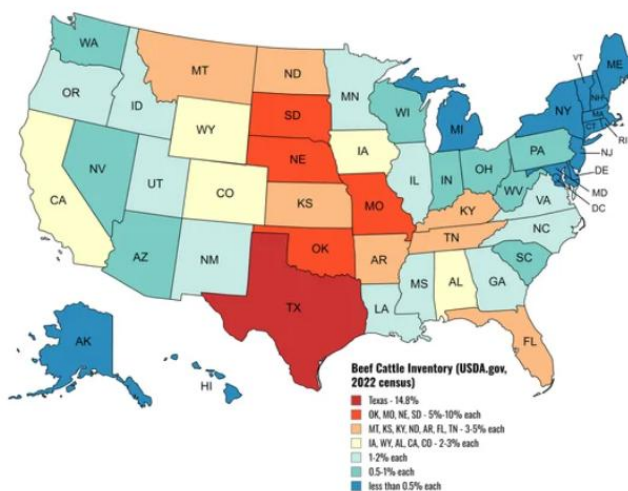 WA
MT
ND
MN
VT
ME
OR
ID
SD
WI
NY
NH
MA
CT
RI
WY
MI
IA
NE
PA
NJ
NV
UT
CO
IL
IN
OH
DE
MD
DC
CA
KS
MO
WV
VA
KY
NC
AZ
NM
OK
AR
TN
SC
MS
AL
GA
TX
LA
AK
HI
FL
Beef Cattle Inventory (USDA.gov,
2022 census)
Texas - 14.8%
OK, MO, NE, SD - 5%-10% each
MT, KS, KY, ND, AR, FL, TN - 3-5% each
IA, WY, AL, CA, CO - 2-3% each
1-2% each
0.5-1% each
less than 0.5% each